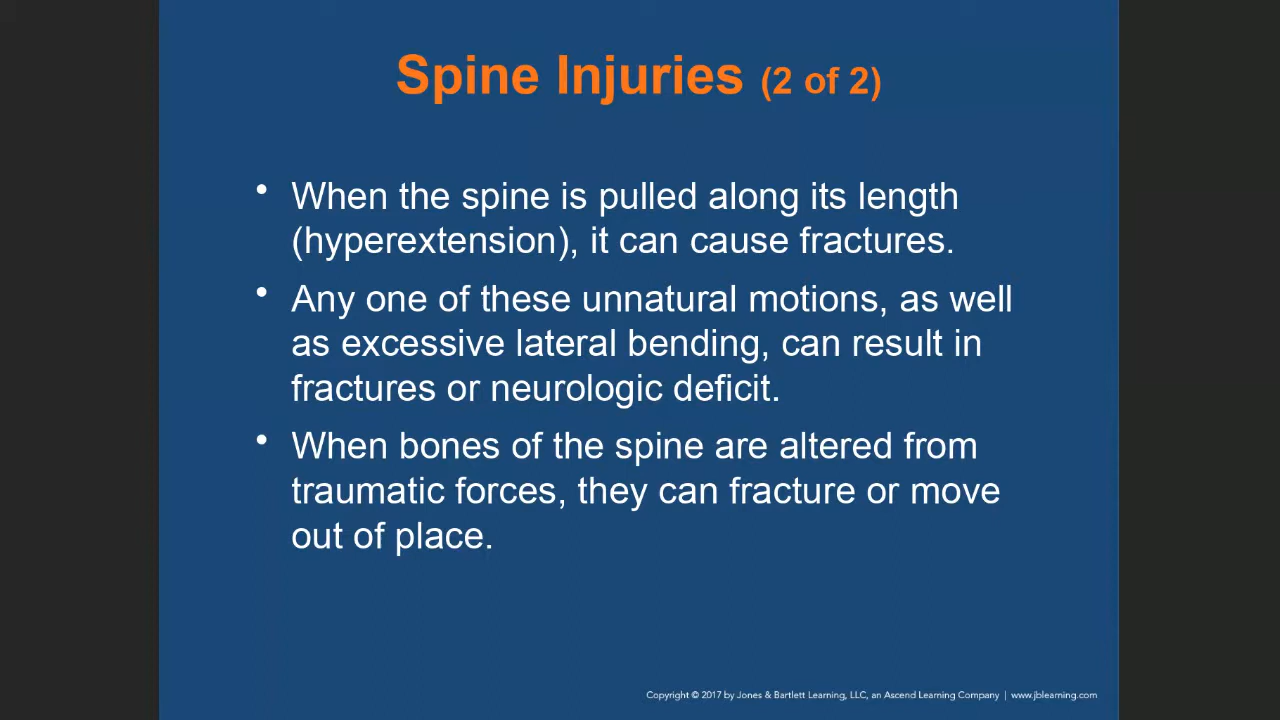 Spine Injuries (2 of 2)
• When the spine is pulled along its length
(hyperextension), it can cause fractures.
• Any one of these unnatural motions, as well
as excessive lateral bending, can result in
fractures or neurologic deficit.
• When bones of the spine are altered from
traumatic forces, they can fracture or move
out of place.
Copyright © 2017 by Jones & Bartlett Learning, LLC, an Ascend Learning Company | www.jblearning.com